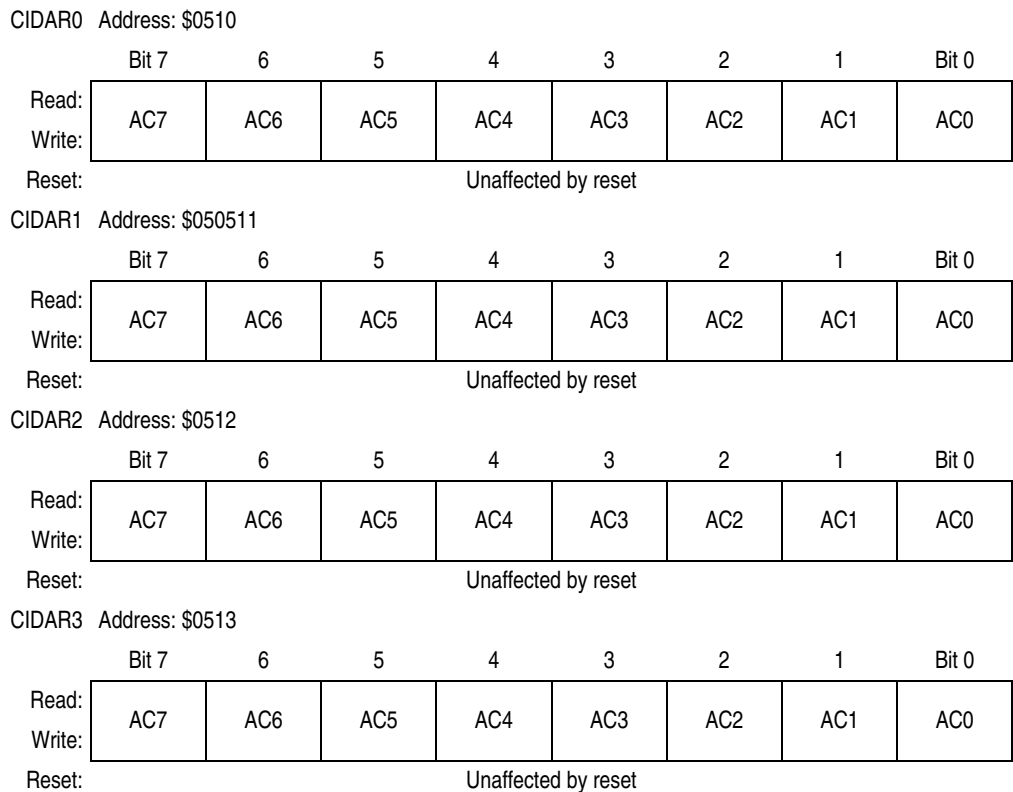 CIDAR0 Address: $0510
Bit 7 6 5 4 3 2 1 Bit 0
Read:
AC7 AC6 AC5 AC4 AC3 AC2 AC1 AC0
Write:
Reset: Unaffected by reset
CIDAR1 Address: $050511
Bit 7 6 5 4 3 2 1 Bit 0
Read:
AC7 AC6 AC5 AC4 AC3 AC2 AC1 AC0
Write:
Reset: Unaffected by reset
CIDAR2 Address: $0512
Bit 7 6 5 4 3 2 1 Bit 0
Read:
AC7 AC6 AC5 AC4 AC3 AC2 AC1 AC0
Write:
Reset: Unaffected by reset
CIDAR3 Address: $0513
Bit 7 6 5 4 3 2 1 Bit 0
Read:
AC7 AC6 AC5 AC4 AC3 AC2 AC1 AC0
Write:
Reset: Unaffected by reset